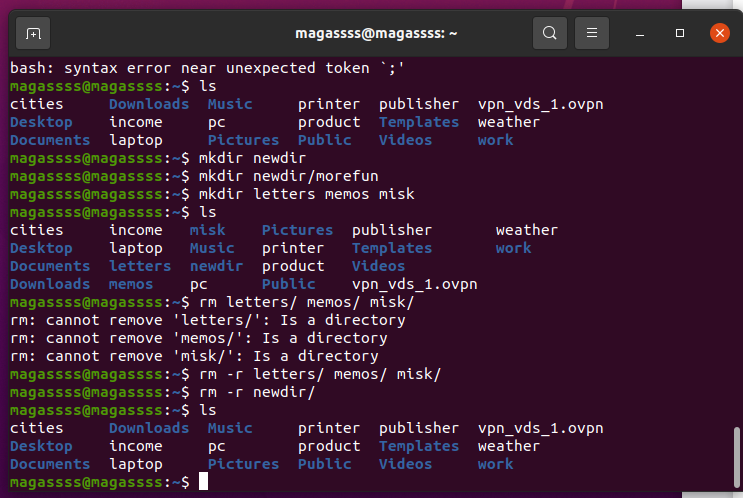 magassss@magassss: ~
bash: syntax error near unexpected token `;'
magassss@magassss:~$ ls
cities Downloads Music printer publisher vpn_vds_1.ovpn
Desktop income pc product Templates weather
Documents laptop Pictures Public Videos work
magassss@magassss:~$ mkdir newdir
magassss@magassss:~$ mkdir newdir/morefun
magassss@magassss:~$ mkdir letters memos misk
magassss@magassss:~$ ls
cities income misk Pictures publisher weather
Desktop laptop Music printer Templates work
Documents letters newdir product Videos
Downloads memos pc Public vpn_vds_1.ovpn
magassss@magassss:~$ rm letters/ memos/ misk/
rm: cannot remove 'letters/': Is a directory
rm: cannot remove 'memos/': Is a directory
rm: cannot remove 'misk/': Is a directory
magassss@magassss:~$ rm -r letters/ memos/ misk/
magassss@magassss:~$ rm -r newdir/
magassss@magassss:~$ ls
cities Downloads Music printer publisher vpn_vds_1.ovpn
Desktop income pc product Templates weather
Documents laptop Pictures Public Videos work
magassss@magassss:~$